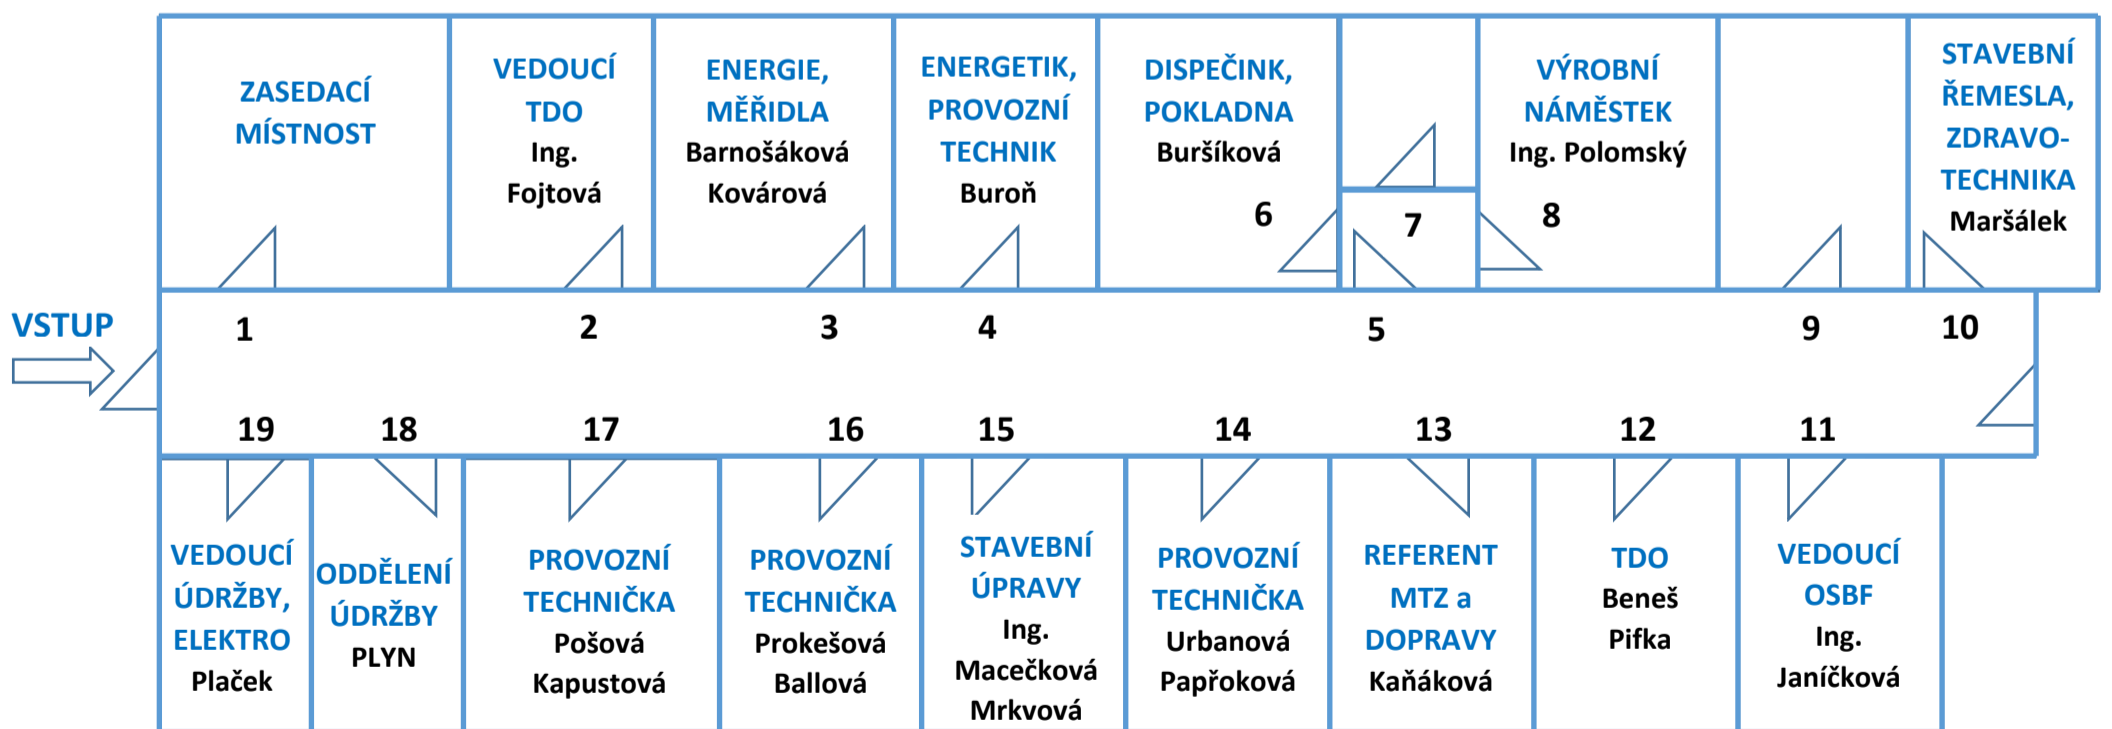 ZASEDACÍ
MÍSTNOST
VEDOUCÍ
TDO
Ing.
Fojtová
ENERGIE,
MĚŘIDLA
Barnošáková
Kovárová
ENERGETIK,
PROVOZNÍ
TECHNIK
Buroň
DISPEČINK,
POKLADNA
Buršíková
6
7
VÝROBNÍ
NÁMĚSTEK
Ing. Polomský
8
STAVEBNÍ
ŘEMESLA,
ZDRAVO-
TECHNIKA
Maršálek
VSTUP
1 2 3 4 5 9 10
19 18 17 16 15 14 13 12 11
VEDOUCÍ
ÚDRŽBY,
ELEKTRO
Plaček
ODDĚLENÍ
ÚDRŽBY
PLYN
PROVOZNÍ
TECHNIČKA
Pošová
Kapustová
PROVOZNÍ
TECHNIČKA
Prokešová
Ballová
STAVEBNÍ
ÚPRAVY
Ing.
Macečková
Mrkvová
PROVOZNÍ
TECHNIČKA
Urbanová
Papřoková
REFERENT
MTZ a
DOPRAVY
Kaňáková
TDO
Beneš
Pifka
VEDOUCÍ
OSBF
Ing.
Janíčková